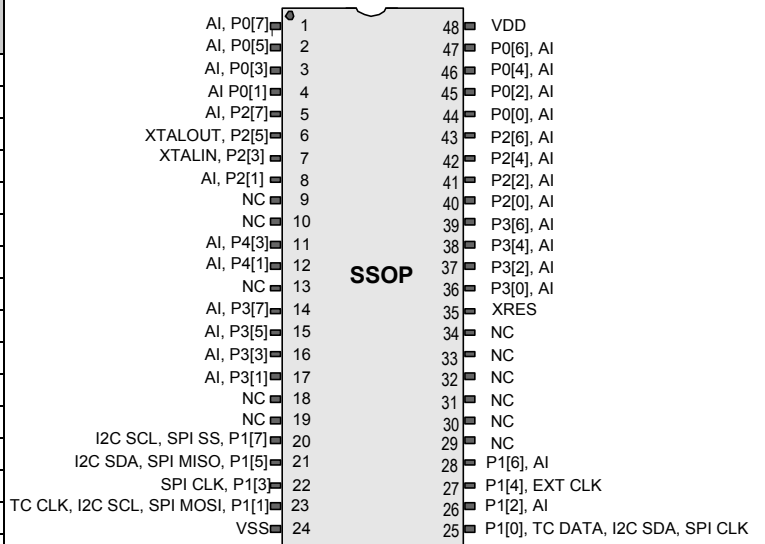 AI, P0[7] 1 48 VDD
AI, P0[5] 2 47 P0[6], AI
AI, P0[3] 3 46 P0[4], AI
AI P0[1] 4 45 P0[2], AI
AI, P2[7] 5 44 P0[0], AI
XTALOUT, P2[5] 6 43 P2[6], AI
XTALIN, P2[3] 7 42 P2[4], AI
AI, P2[1] 8 41 P2[2], AI
NC 9 40 P2[0], AI
NC 10 39 P3[6], AI
AI, P4[3] 11 38 P3[4], AI
AI, P4[1] 12 37 P3[2], AI
SSOP
NC 13 36 P3[0], AI
AI, P3[7] 14 35 XRES
AI, P3[5] 15 34 NC
AI, P3[3] 16 33 NC
AI, P3[1] 17 32 NC
NC 18 31 NC
NC 19 30 NC
I2C SCL, SPI SS, P1[7] 20 29 NC
I2C SDA, SPI MISO, P1[5] 21 28 P1[6], AI
SPI CLK, P1[3] 22 27 P1[4], EXT CLK
TC CLK, I2C SCL, SPI MOSI, P1[1] 23 26 P1[2], AI
VSS 24 25 P1[0], TC DATA, I2C SDA, SPI CLK